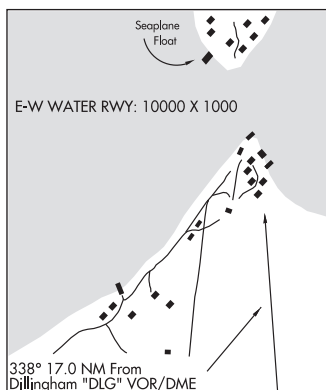 Seaplane
Float
E-W WATER RWY: 10000 X 1000
338° 17.0 NM From
Dillingham "DLG" VOR/DME